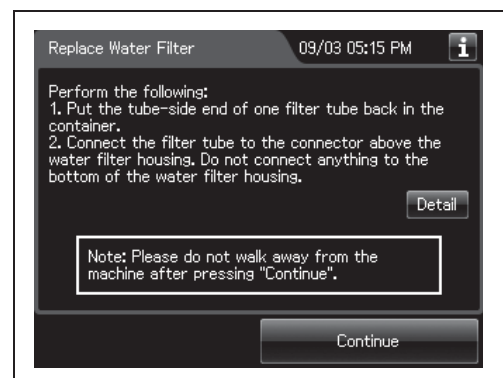 Replace Water Filter
09/03 05:15 PM
i
Perform the following:
1. Put the tube-side end of one filter tube back in the
container.
2. Connect the filter tube to the connector above the
water filter housing. Do not connect anything to the
bottom of the water filter housing.
Detail
Note: Please do not walk away from the
machine after pressing "Continue".
Continue